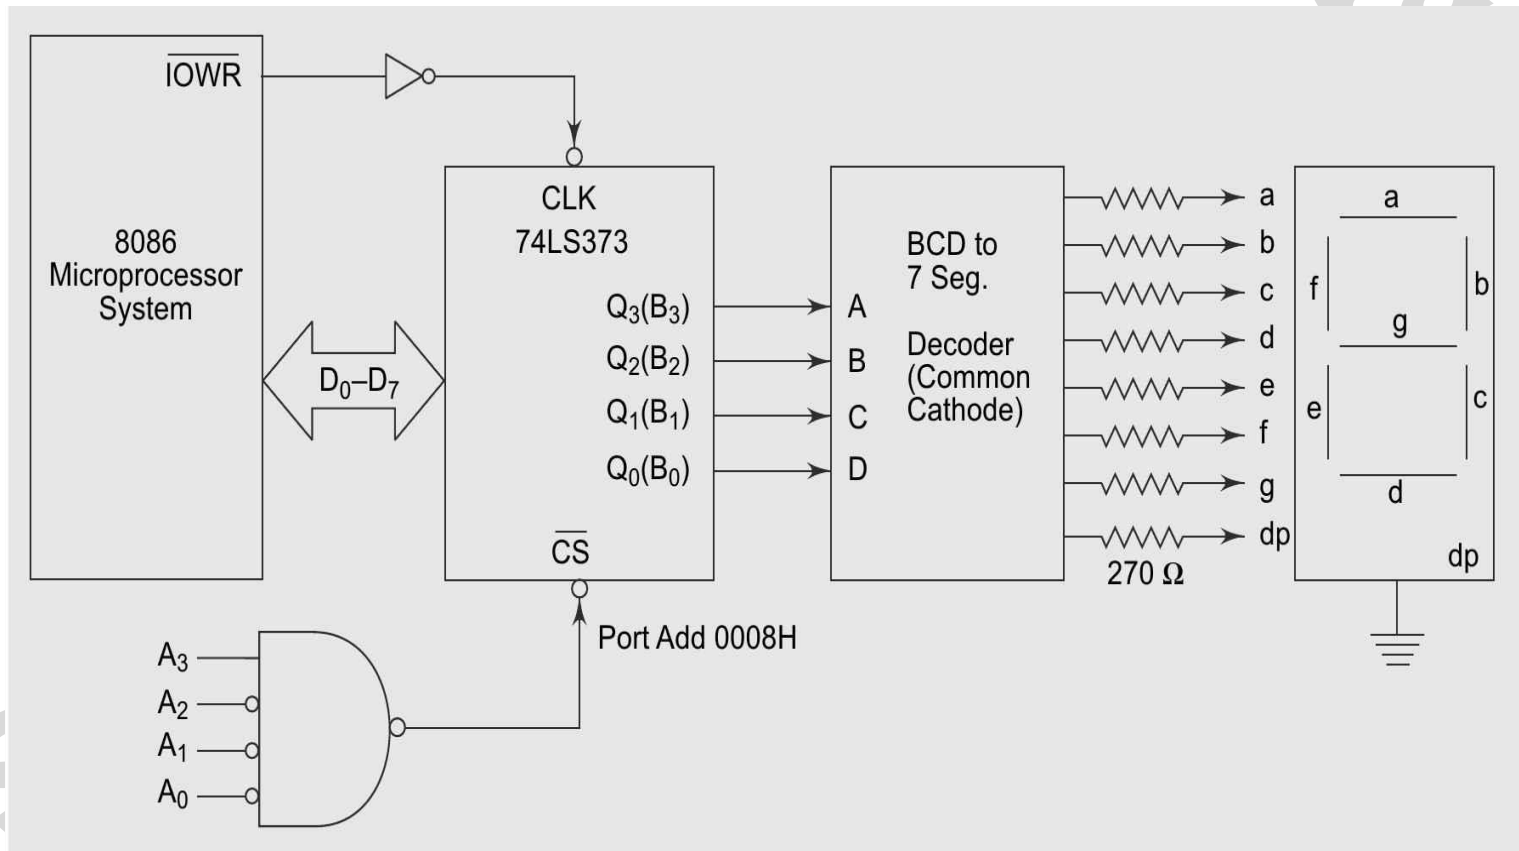 IOWR
8086
Microprocessor
System
D0–D7
CLK
74LS373
Q3(B3)
Q2(B2)
Q1(B1)
Q0(B0)
CS
Port Add 0008H
A3
A2
A1
A0
A
B
C
D
BCD to
7 Seg.
Decoder
(Common
Cathode)
a
b
c
d
e
f
g
dp
270 Ω
a
f
b
g
e
c
d
dp